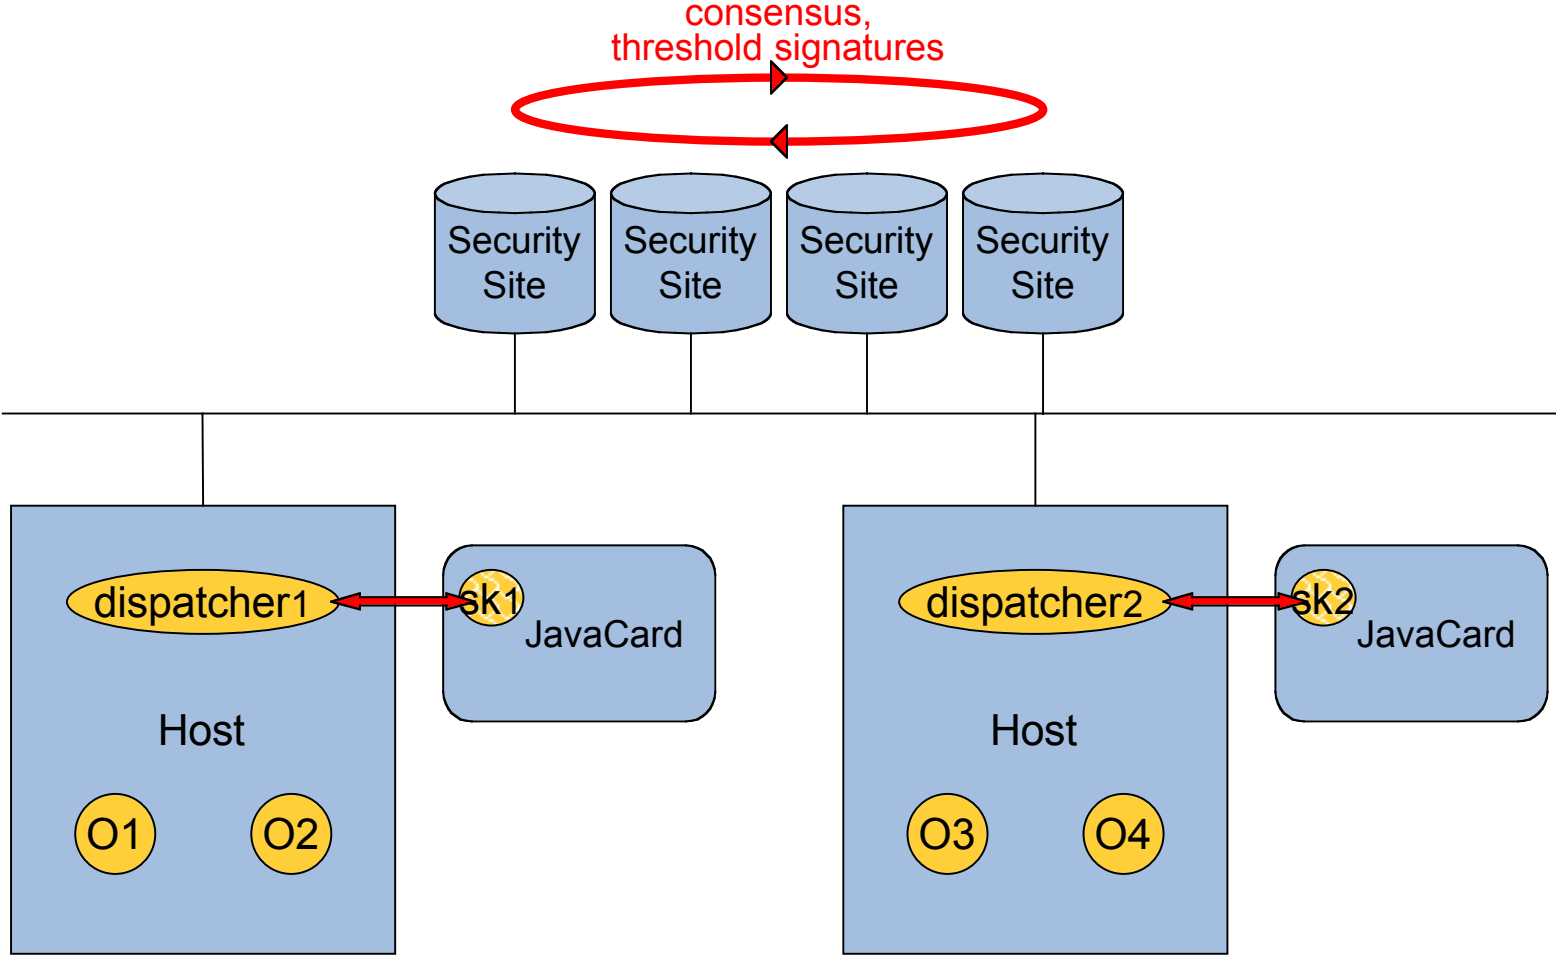 consensus,
threshold signatures
Security
Site
Security
Site
Security
Site
Security
Site
dispatcher1
sk1
JavaCard
Host
O1
O2
dispatcher2
sk2
JavaCard
Host
O3
O4